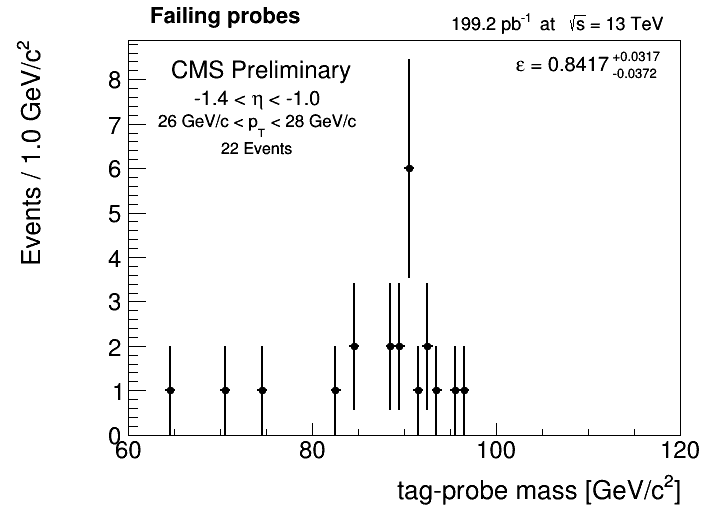 Failing probes
199.2 pb⁻¹ at √s = 13 TeV
CMS Preliminary
-1.4 < η < -1.0
26 GeV/c < p_T < 28 GeV/c
22 Events
ε = 0.8417 +0.0317 -0.0372
Events / 1.0 GeV/c²
8
7
6
5
4
3
2
1
0
60 80 100 120
tag-probe mass [GeV/c²]